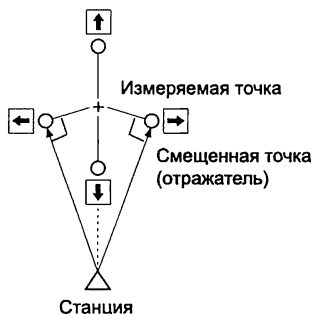 Измеряемая точка
Смещенная точка
(отражатель)
Станция